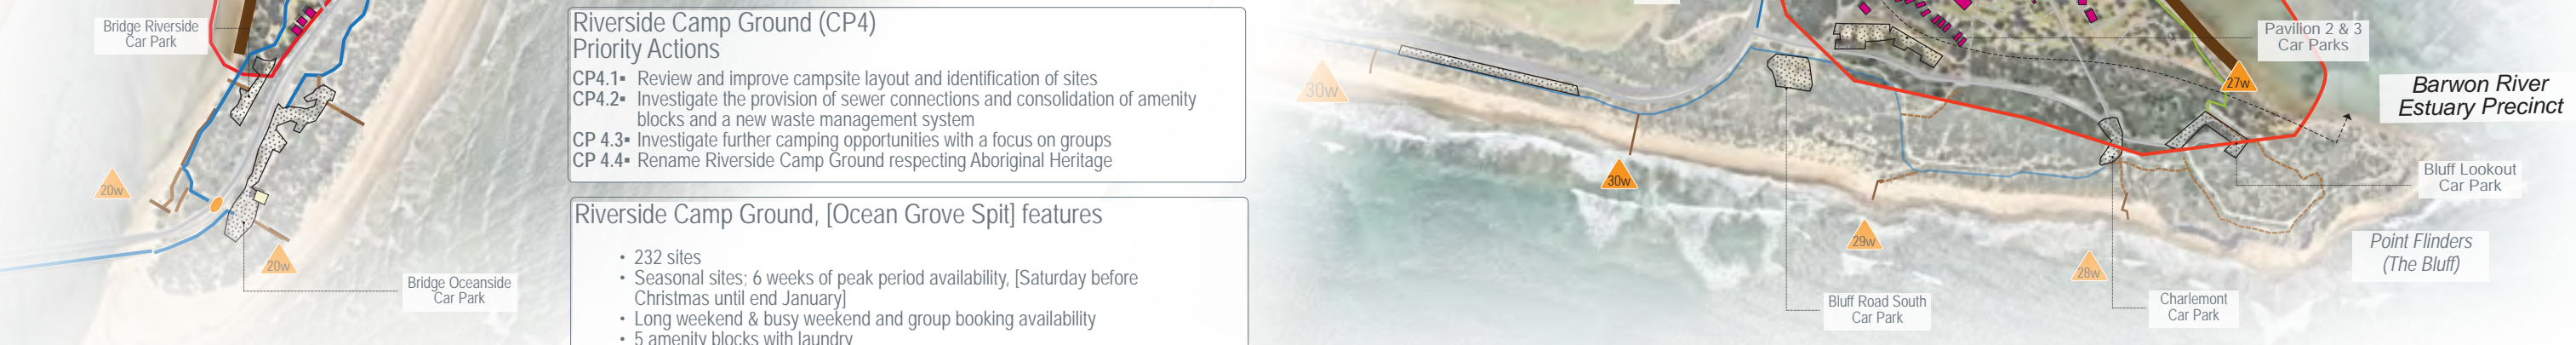 Bridge Riverside
Car Park
20w
20w
Bridge Oceanside
Car Park
Riverside Camp Ground (CP4)
Priority Actions
CP4.1▪ Review and improve campsite layout and identification of sites
CP4.2▪ Investigate the provision of sewer connections and consolidation of amenity
blocks and a new waste management system
CP 4.3▪ Investigate further camping opportunities with a focus on groups
CP 4.4▪ Rename Riverside Camp Ground respecting Aboriginal Heritage
Riverside Camp Ground, [Ocean Grove Spit] features
• 232 sites
• Seasonal sites; 6 weeks of peak period availability, [Saturday before
Christmas until end January]
• Long weekend & busy weekend and group booking availability
• 5 amenity blocks with laundry
30w
30w
29w
28w
27w
Pavilion 2 & 3
Car Parks
Barwon River
Estuary Precinct
Bluff Lookout
Car Park
Point Flinders
(The Bluff)
Bluff Road South
Car Park
Charlemont
Car Park